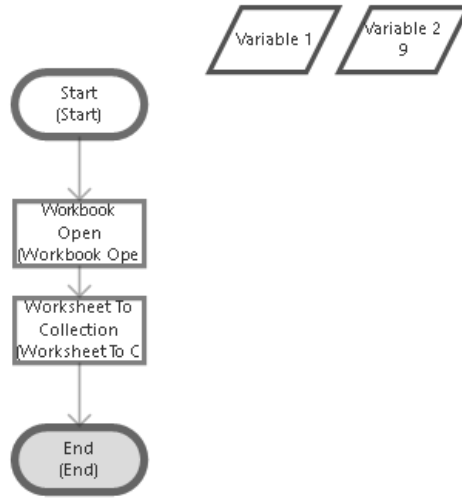 Variable 1
Variable 2
9
Start
(Start)
Workbook
Open
(Workbook Ope
Worksheet To
Collection
(Worksheet To C
End
(End)